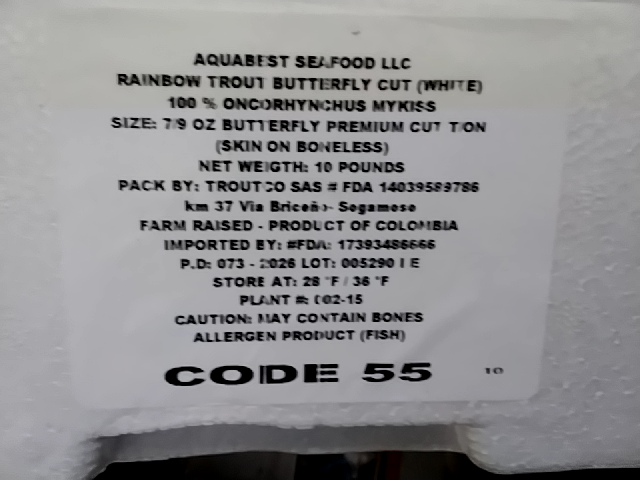 AQUABEST SEAFOOD LLC
RAINBOW TROUT BUTTERFLY CUT (WHITE)
100 % ONCORHYNCHUS MYKISS
SIZE: 7/9 OZ BUTTERFLY PREMIUM CUT T/ON
(SKIN ON BONELESS)
NET WEIGTH: 10 POUNDS
PACK BY: TROUTCO SAS # FDA 14039589786
km 37 Via Briceño- Sogamoso
FARM RAISED - PRODUCT OF COLOMBIA
IMPORTED BY: #FDA: 17393486666
P.D: 073 - 2026 LOT: 005290 I E
STORE AT: 28 °F / 36 °F
PLANT #: 002-15
CAUTION: MAY CONTAIN BONES
ALLERGEN PRODUCT (FISH)
CODE 55 10